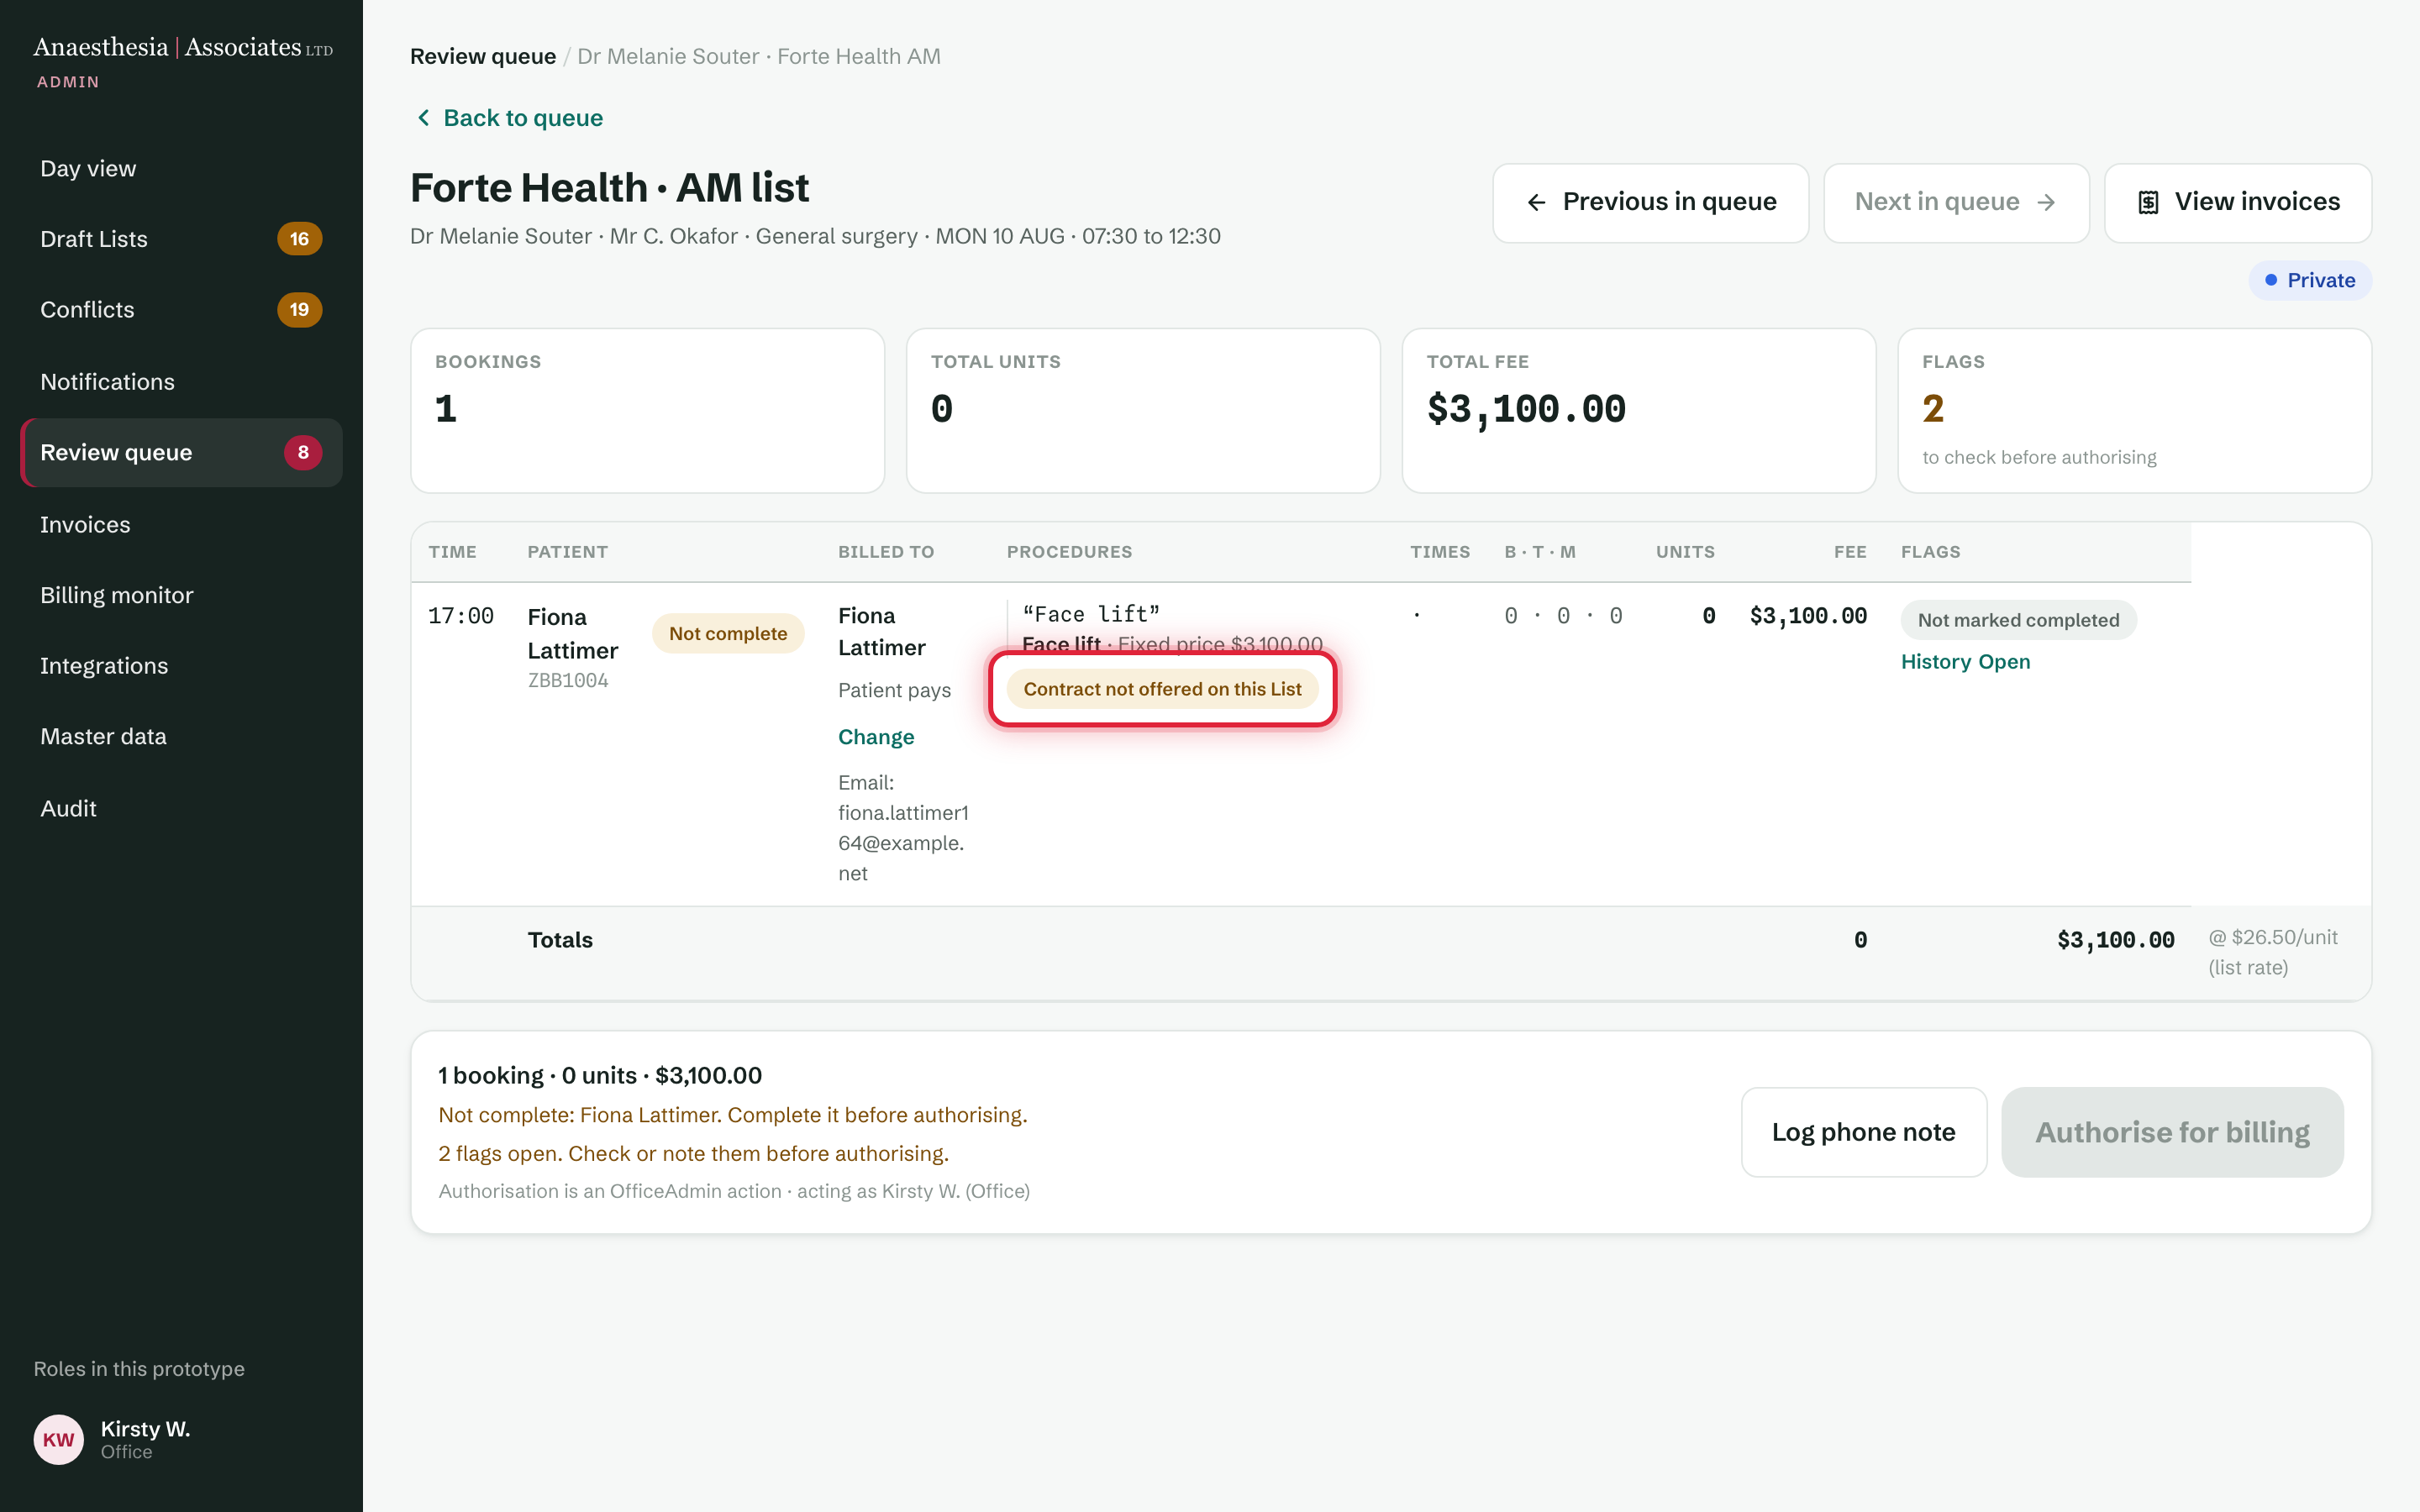 Anaesthesia | Associates LTD
ADMIN
Day view
Draft Lists 16
Conflicts 19
Notifications
Review queue 8
Invoices
Billing monitor
Integrations
Master data
Audit
Roles in this prototype
KW
Kirsty W.
Office
Review queue / Dr Melanie Souter · Forte Health AM
Back to queue
Forte Health · AM list
Dr Melanie Souter · Mr C. Okafor · General surgery · MON 10 AUG · 07:30 to 12:30
← Previous in queue
Next in queue →
View invoices
Private
BOOKINGS
1
TOTAL UNITS
0
TOTAL FEE
$3,100.00
FLAGS
2
to check before authorising
TIME PATIENT BILLED TO PROCEDURES TIMES B · T · M UNITS FEE FLAGS
17:00
Fiona
Lattimer
ZBB1004
Not complete
Fiona
Lattimer
Patient pays
Change
Email:
fiona.lattimer1
64@example.
net
“Face lift”
Face lift · Fixed price $3,100.00
Contract not offered on this List
·
0 · 0 · 0
0
$3,100.00
Not marked completed
History Open
Totals 0 $3,100.00
@ $26.50/unit
(list rate)
1 booking · 0 units · $3,100.00
Not complete: Fiona Lattimer. Complete it before authorising.
2 flags open. Check or note them before authorising.
Authorisation is an OfficeAdmin action · acting as Kirsty W. (Office)
Log phone note
Authorise for billing